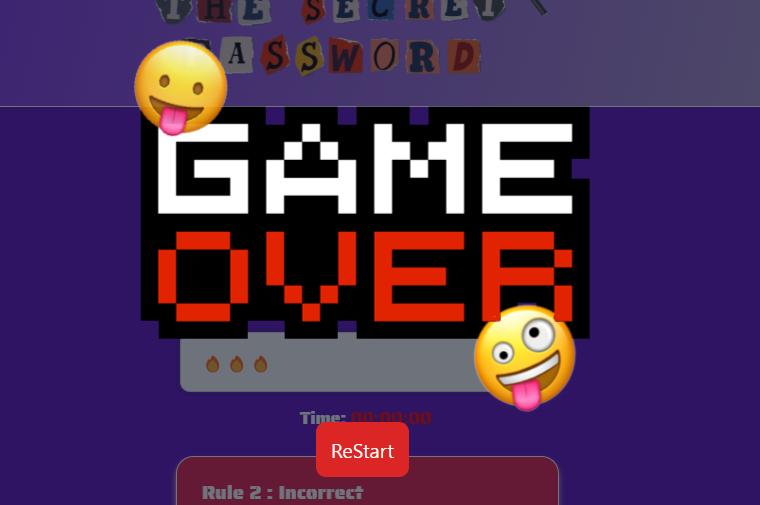 THE SECRET
PASSWORD
GAME
OVER
Time: 00:00:00
ReStart
Rule 2 : Incorrect